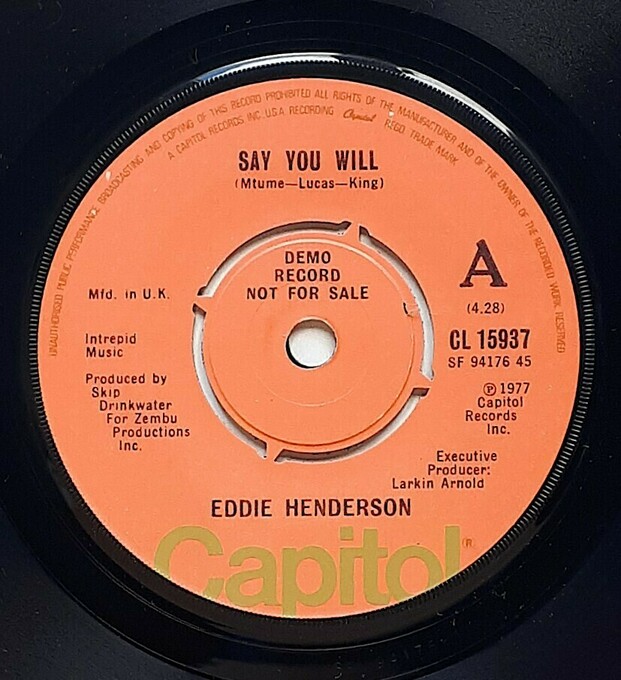 UNAUTHORISED PUBLIC PERFORMANCE BROADCASTING AND COPYING OF THIS RECORD PROHIBITED ALL RIGHTS OF THE MANUFACTURER AND OF THE OWNER OF THE RECORDED WORK RESERVED
A CAPITOL RECORDS INC. U.S.A RECORDING Capitol REGD. TRADE MARK
SAY YOU WILL
(Mtume—Lucas—King)
DEMO
RECORD
NOT FOR SALE
Mfd. in U.K.
A
(4.28)
CL 15937
SF 94176 45
Intrepid
Music
Produced by
Skip
Drinkwater
For Zembu
Productions
Inc.
℗ 1977
Capitol
Records
Inc.
Executive
Producer:
Larkin Arnold
EDDIE HENDERSON
Capitol®